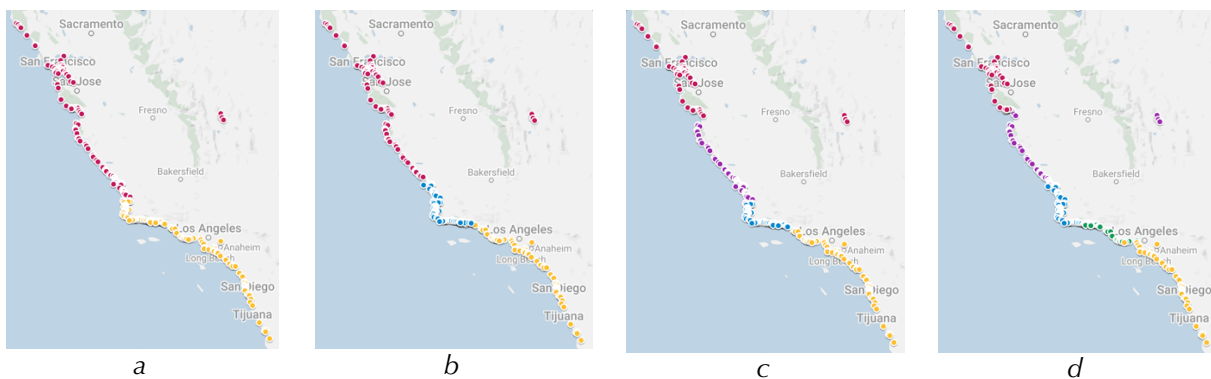 Sacramento
San Francisco
San Jose
Fresno
Bakersfield
Los Angeles
Anaheim
Long Beach
San Diego
Tijuana
a
Sacramento
San Francisco
San Jose
Fresno
Bakersfield
Los Angeles
Anaheim
Long Beach
San Diego
Tijuana
b
Sacramento
San Francisco
San Jose
Fresno
Bakersfield
Los Angeles
Anaheim
Long Beach
San Diego
Tijuana
c
Sacramento
San Francisco
San Jose
Fresno
Bakersfield
Los Angeles
Anaheim
Long Beach
San Diego
Tijuana
d